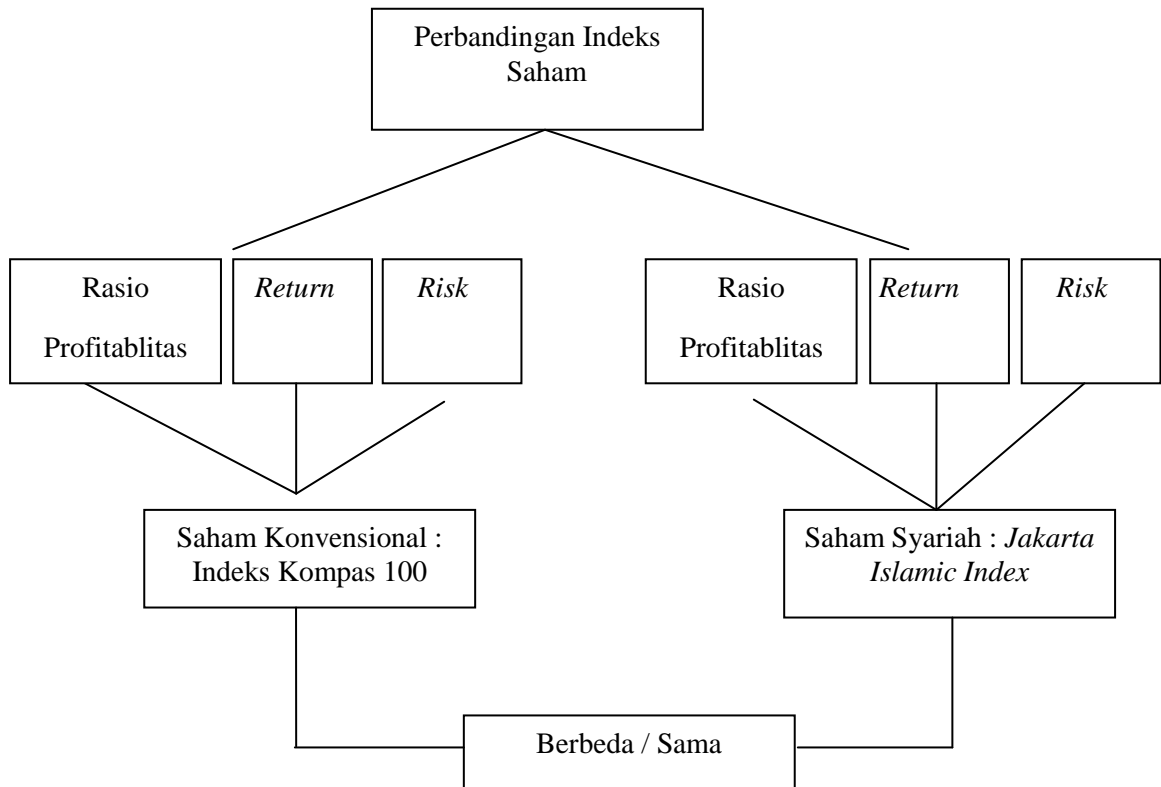 Perbandingan Indeks
Saham
Rasio
Profitablitas
Return
Risk
Rasio
Profitablitas
Return
Risk
Saham Konvensional :
Indeks Kompas 100
Saham Syariah : Jakarta
Islamic Index
Berbeda / Sama